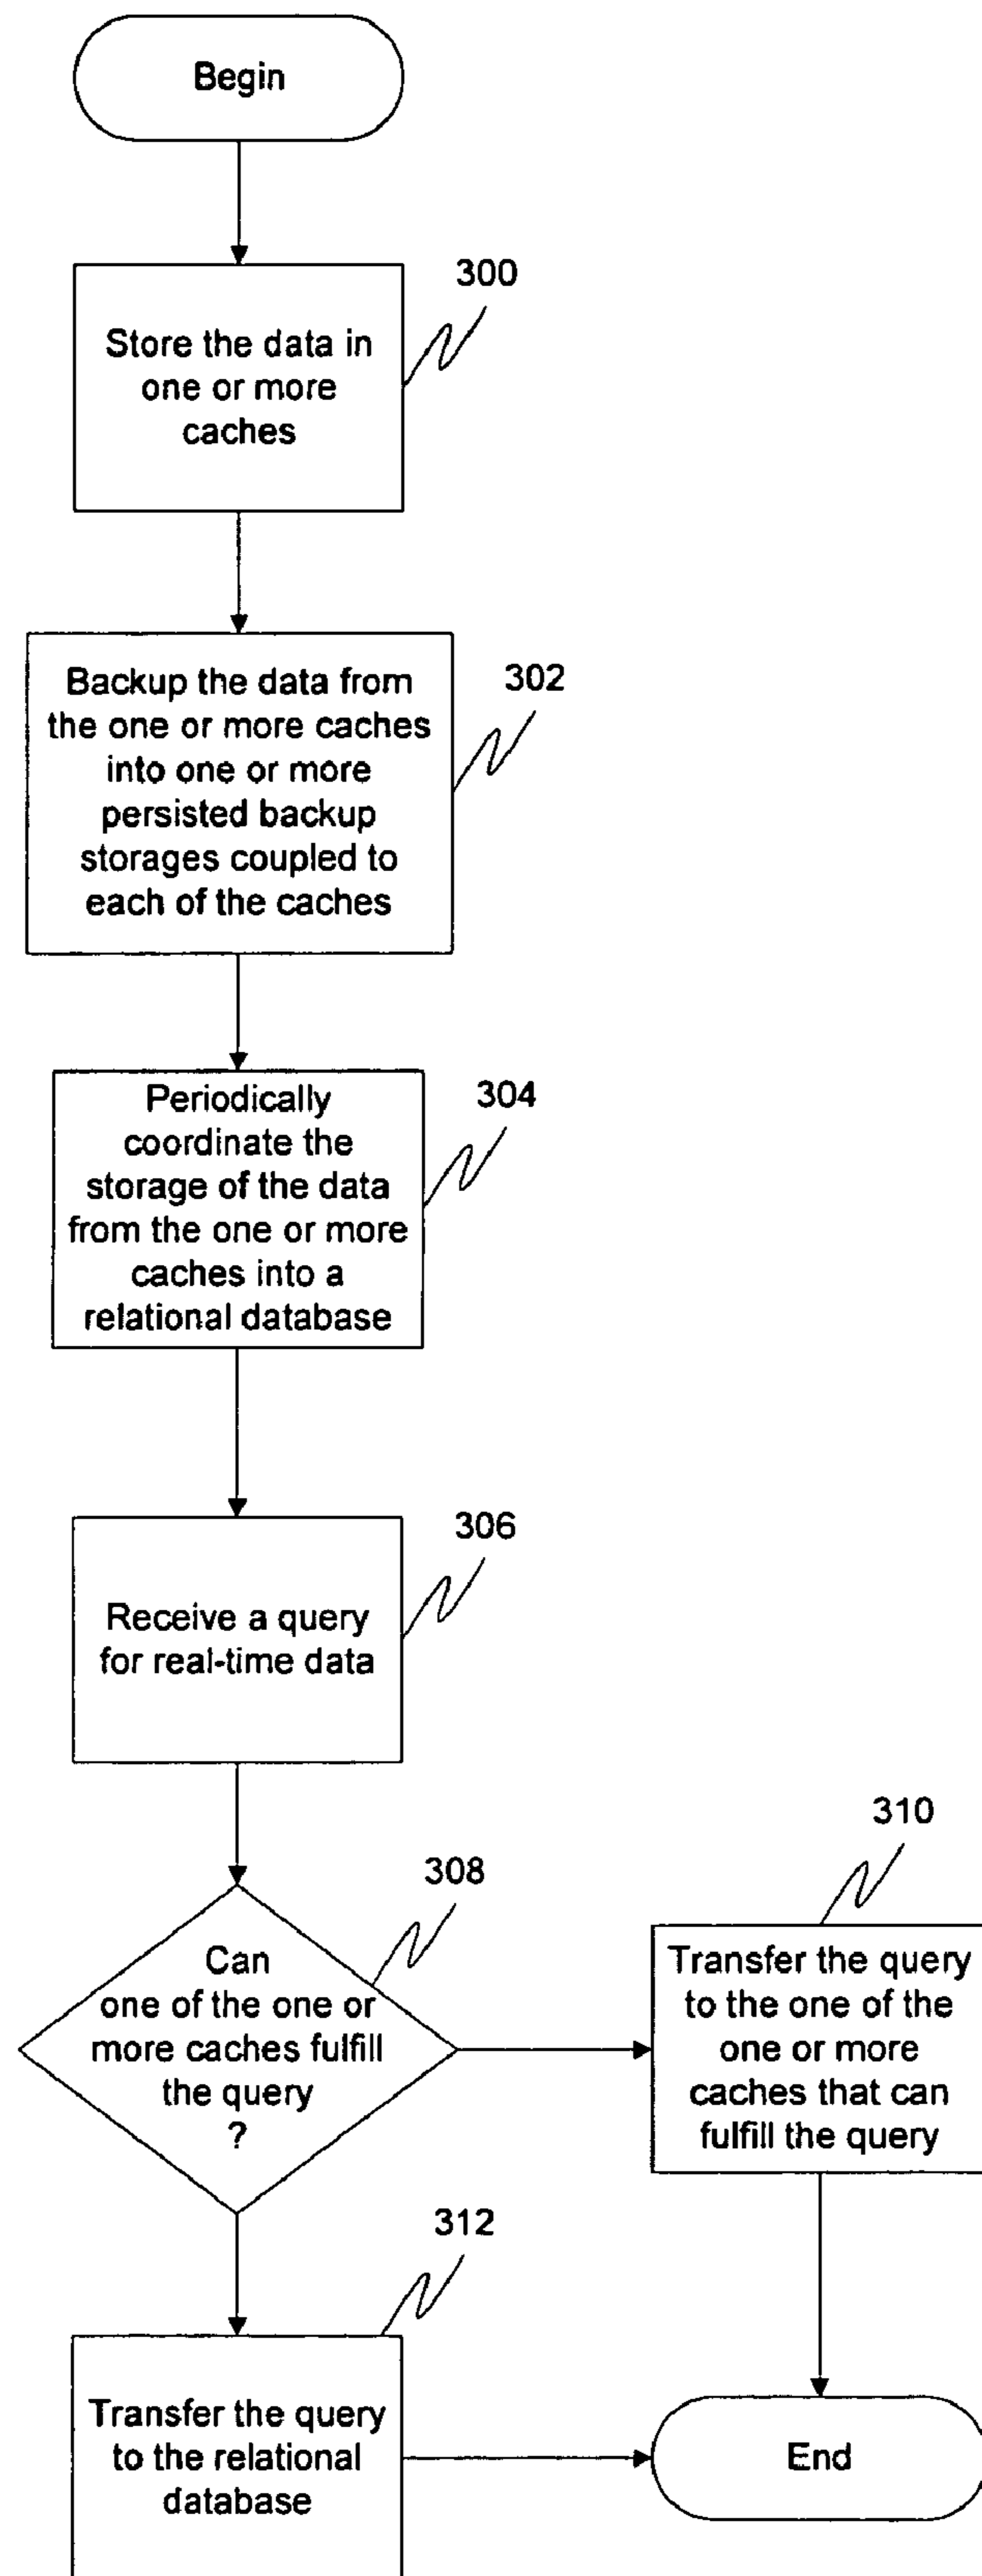 Begin
300
Store the data in
one or more
caches
302
Backup the data from
the one or more caches
into one or more
persisted backup
storages coupled to
each of the caches
304
Periodically
coordinate the
storage of the data
from the one or more
caches into a
relational database
306
Receive a query
for real-time data
308
Can
one of the one or
more caches fulfill
the query
?
310
Transfer the query
to the one of the
one or more
caches that can
fulfill the query
312
Transfer the query
to the relational
database
End